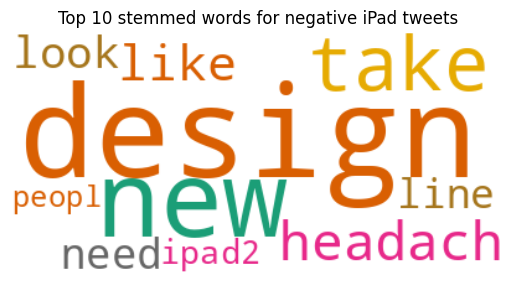 Top 10 stemmed words for negative iPad tweets
look like take
design
peopl new line
need ipad2 headach